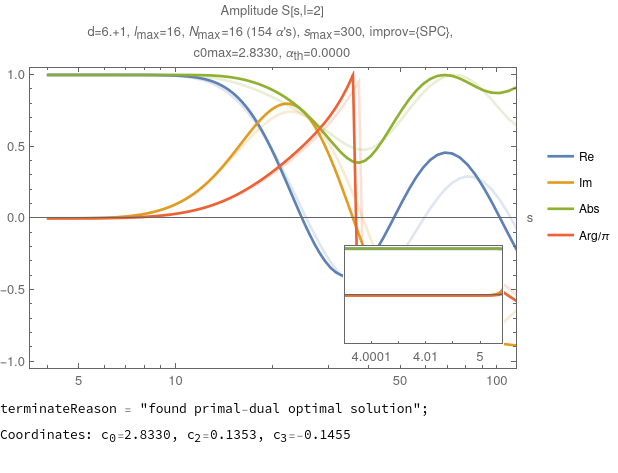 Amplitude S[s,l=2]
d=6.+1, lmax=16, Nmax=16 (154 α's), smax=300, improv={SPC},
c0max=2.8330, αth=0.0000
1.0
0.5
0.0
-0.5
-1.0
5
10
50
100
s
Re
Im
Abs
Arg/π
4.0001
4.01
5
terminateReason = "found primal-dual optimal solution";
Coordinates: c0=2.8330, c2=0.1353, c3=-0.1455